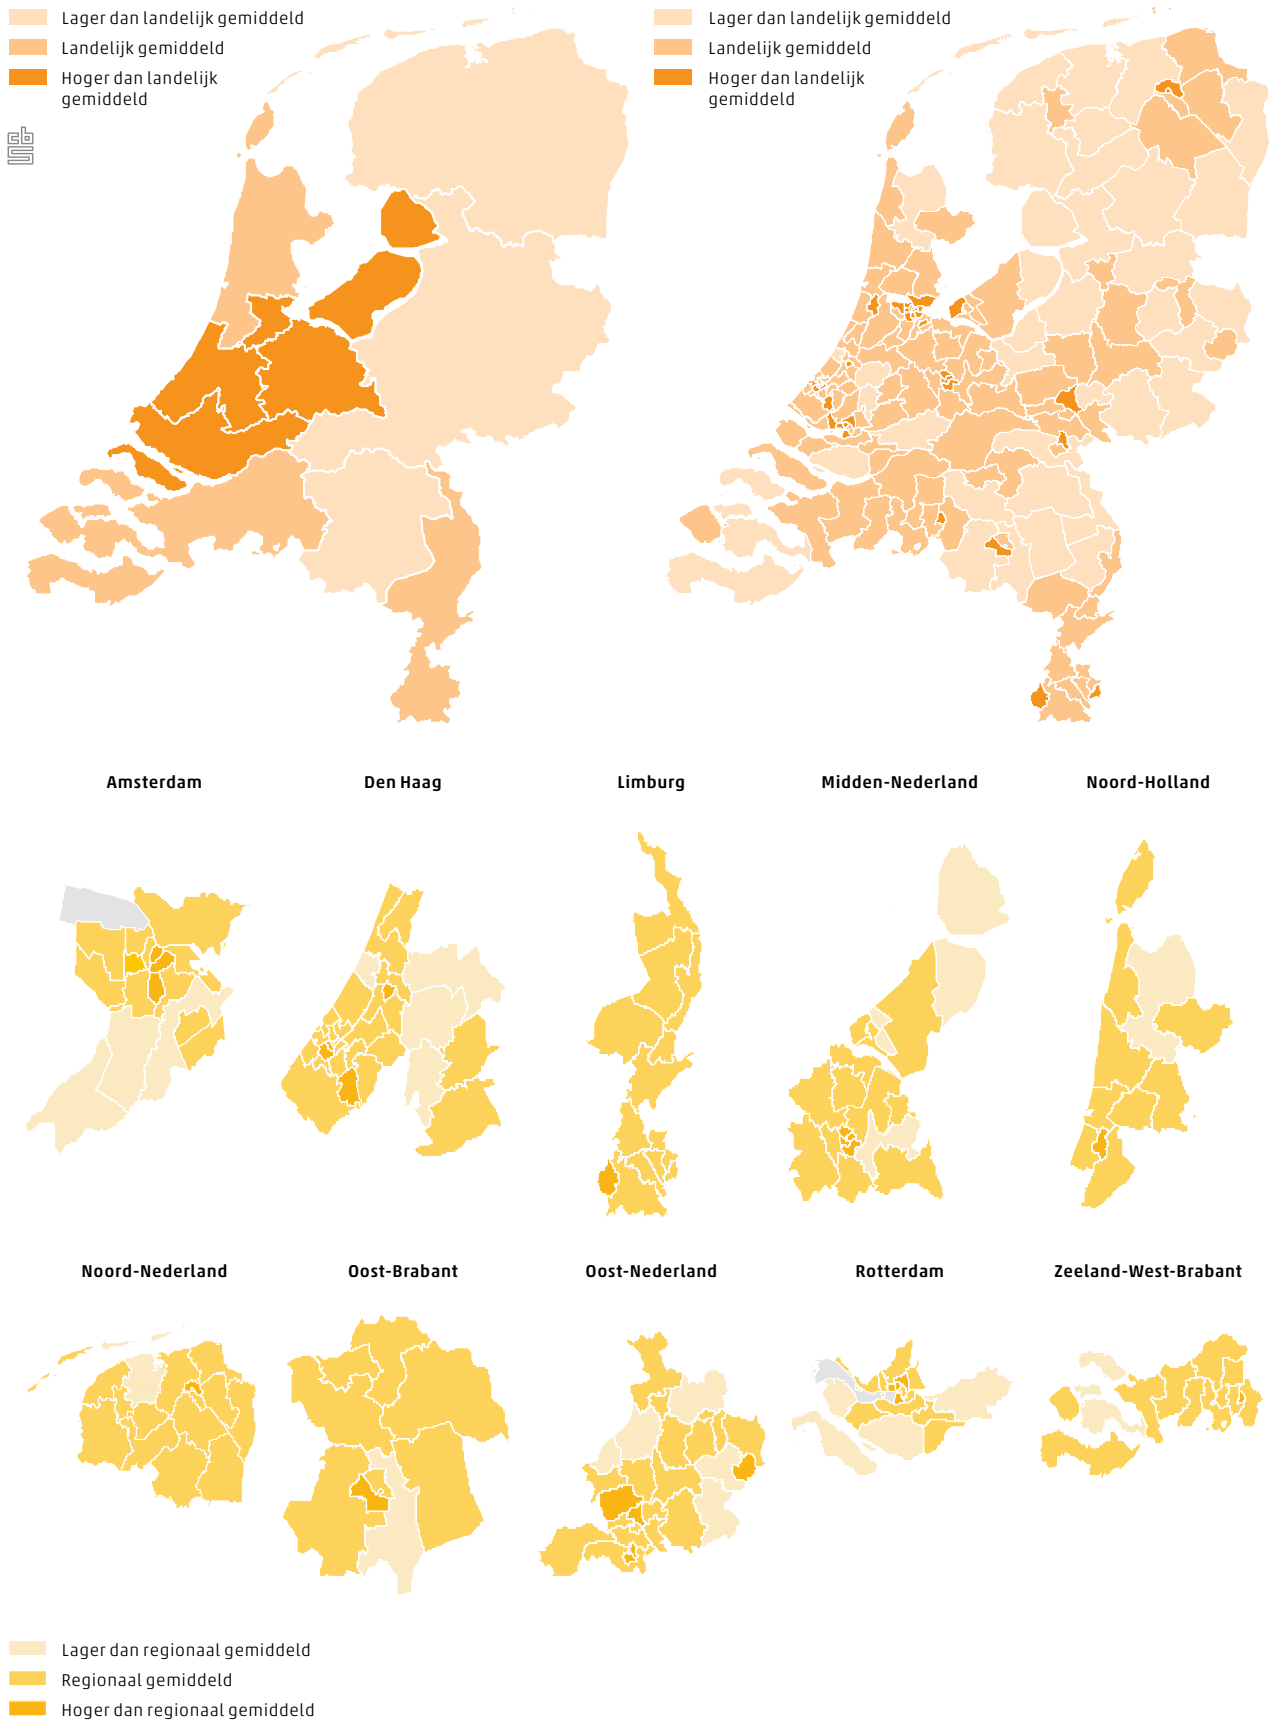 Lager dan landelijk gemiddeld
Landelijk gemiddeld
Hoger dan landelijk
gemiddeld
Lager dan landelijk gemiddeld
Landelijk gemiddeld
Hoger dan landelijk
gemiddeld
cbs
Amsterdam
Den Haag
Limburg
Midden-Nederland
Noord-Holland
Noord-Nederland
Oost-Brabant
Oost-Nederland
Rotterdam
Zeeland-West-Brabant
Lager dan regionaal gemiddeld
Regionaal gemiddeld
Hoger dan regionaal gemiddeld